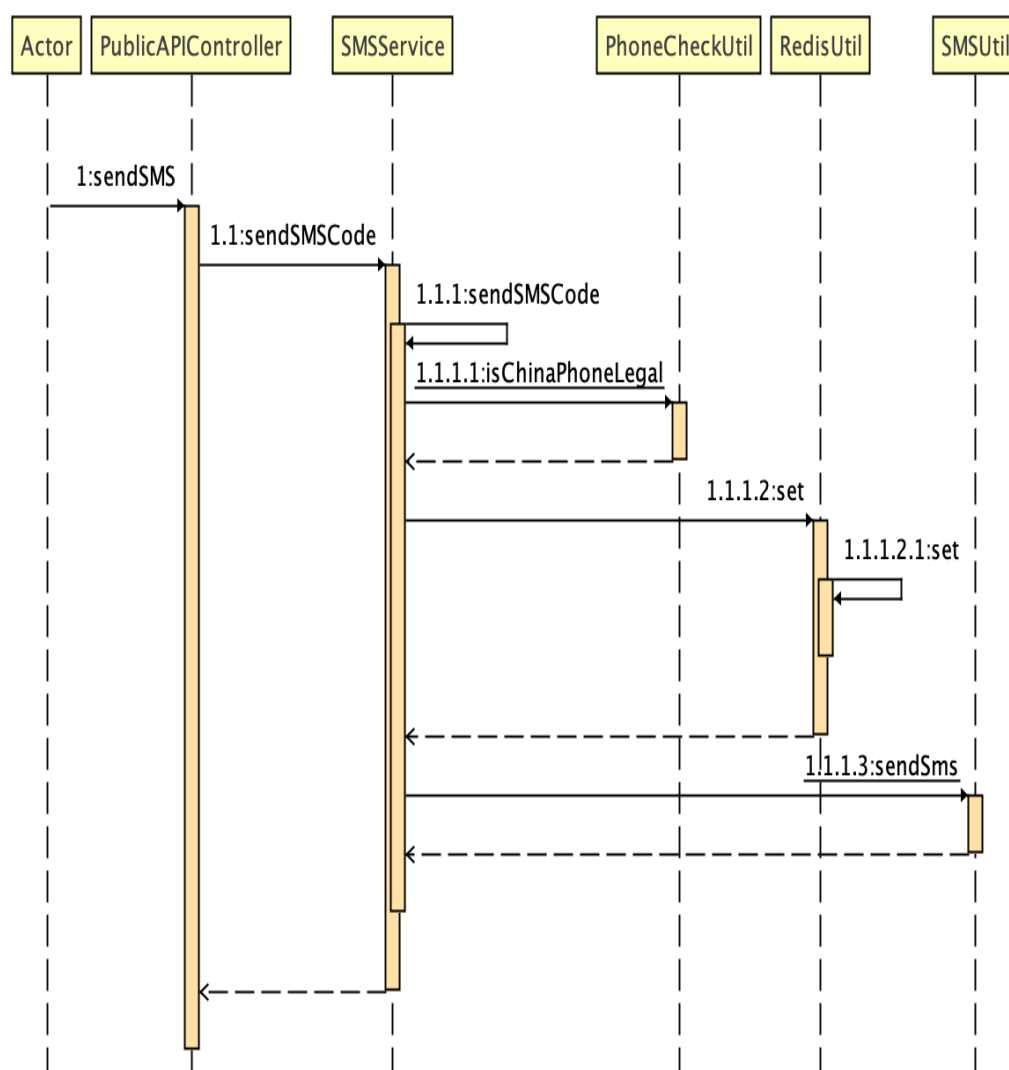 Actor
PublicAPIController
SMSService
PhoneCheckUtil
RedisUtil
SMSUtil
1:sendSMS
1.1:sendSMSCode
1.1.1:sendSMSCode
1.1.1.1:isChinaPhoneLegal
1.1.1.2:set
1.1.1.2.1:set
1.1.1.3:sendSms